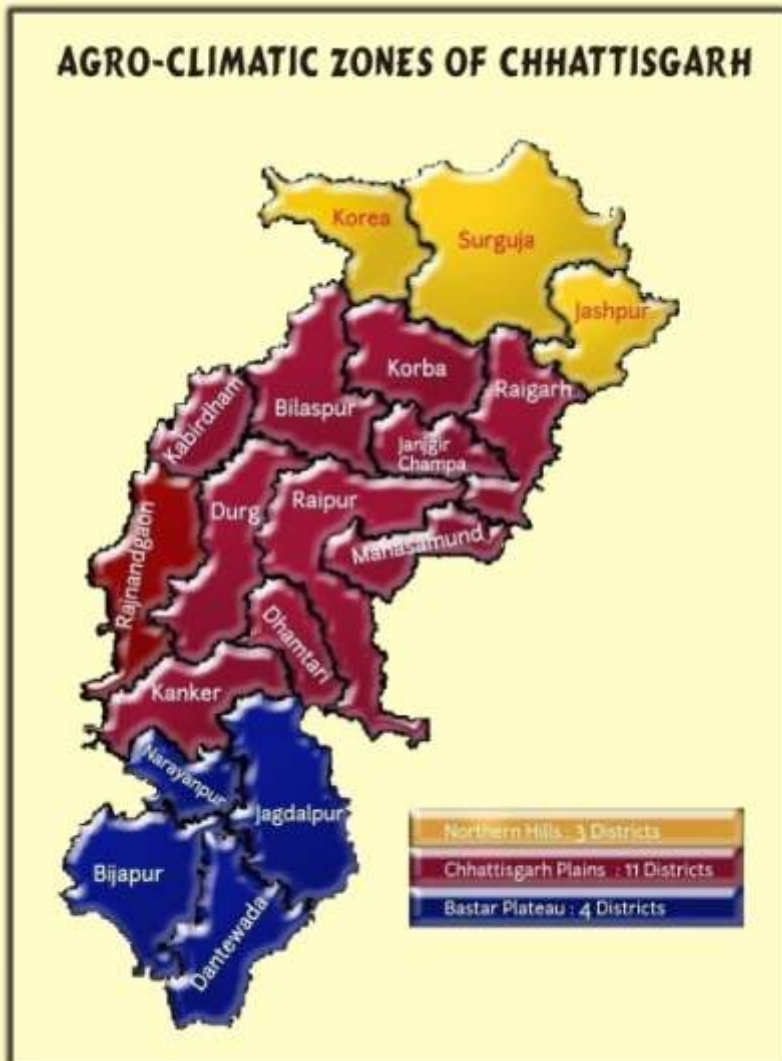 AGRO-CLIMATIC ZONES OF CHHATTISGARH
Korea
Surguja
Jashpur
Korba
Raigarh
Bilaspur
Kabirdham
Janjgir
Champa
Raipur
Durg
Mahasamund
Rajnandgaon
Dhamtari
Kanker
Narayanpur
Jagdalpur
Bijapur
Dantewada
Northern Hills : 3 Districts
Chhattisgarh Plains : 11 Districts
Bastar Plateau : 4 Districts